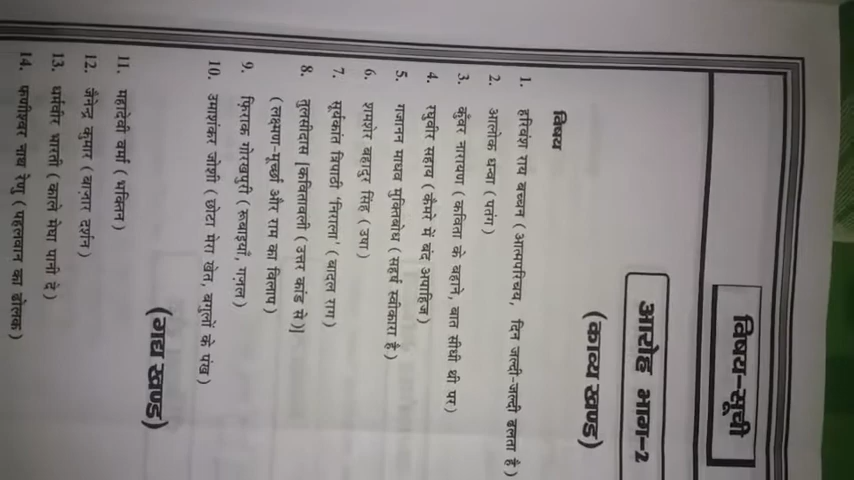 विषय-सूची
आरोह भाग-2
(काव्य खण्ड)
विषय
1. हरिवंश राय बच्चन (आत्मपरिचय, दिन जल्दी-जल्दी ढलता है)
2. आलोक धन्वा (पतंग)
3. कुँवर नारायण (कविता के बहाने, बात सीधी थी पर)
4. रघुवीर सहाय (कैमरे में बंद अपाहिज)
5. गजानन माधव मुक्तिबोध (सहर्ष स्वीकारा है)
6. शमशेर बहादुर सिंह (उषा)
7. सूर्यकांत त्रिपाठी 'निराला' (बादल राग)
8. तुलसीदास [कवितावली (उत्तर कांड से)]
(लक्ष्मण-मूर्च्छा और राम का विलाप)
9. फ़िराक गोरखपुरी (रूबाइयाँ, गज़ल)
10. उमाशंकर जोशी (छोटा मेरा खेत, बगुलों के पंख)
(गद्य खण्ड)
11. महादेवी वर्मा (भक्तिन)
12. जैनेन्द्र कुमार (बाज़ार दर्शन)
13. धर्मवीर भारती (काले मेघा पानी दे)
14. फणीश्वर नाथ रेणु (पहलवान का ढोलक)